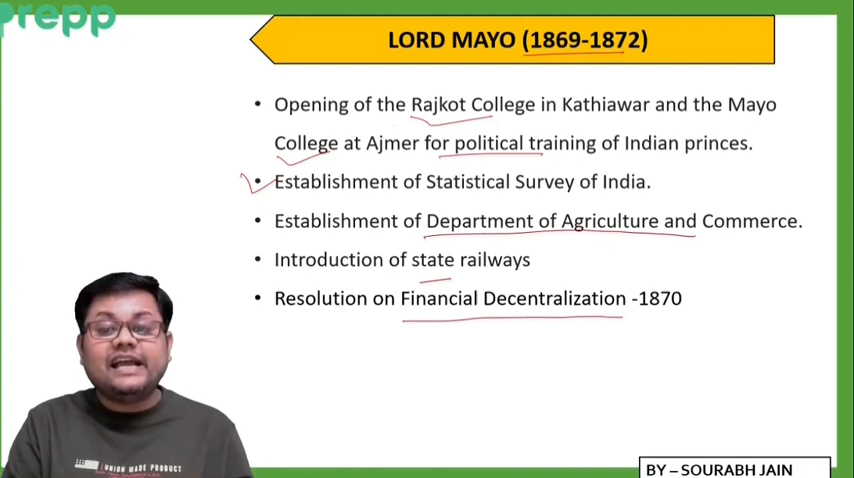 prepp
LORD MAYO (1869-1872)
• Opening of the Rajkot College in Kathiawar and the Mayo
College at Ajmer for political training of Indian princes.
• Establishment of Statistical Survey of India.
• Establishment of Department of Agriculture and Commerce.
• Introduction of state railways
• Resolution on Financial Decentralization -1870
UNION MADE PRODUCT
BY – SOURABH JAIN